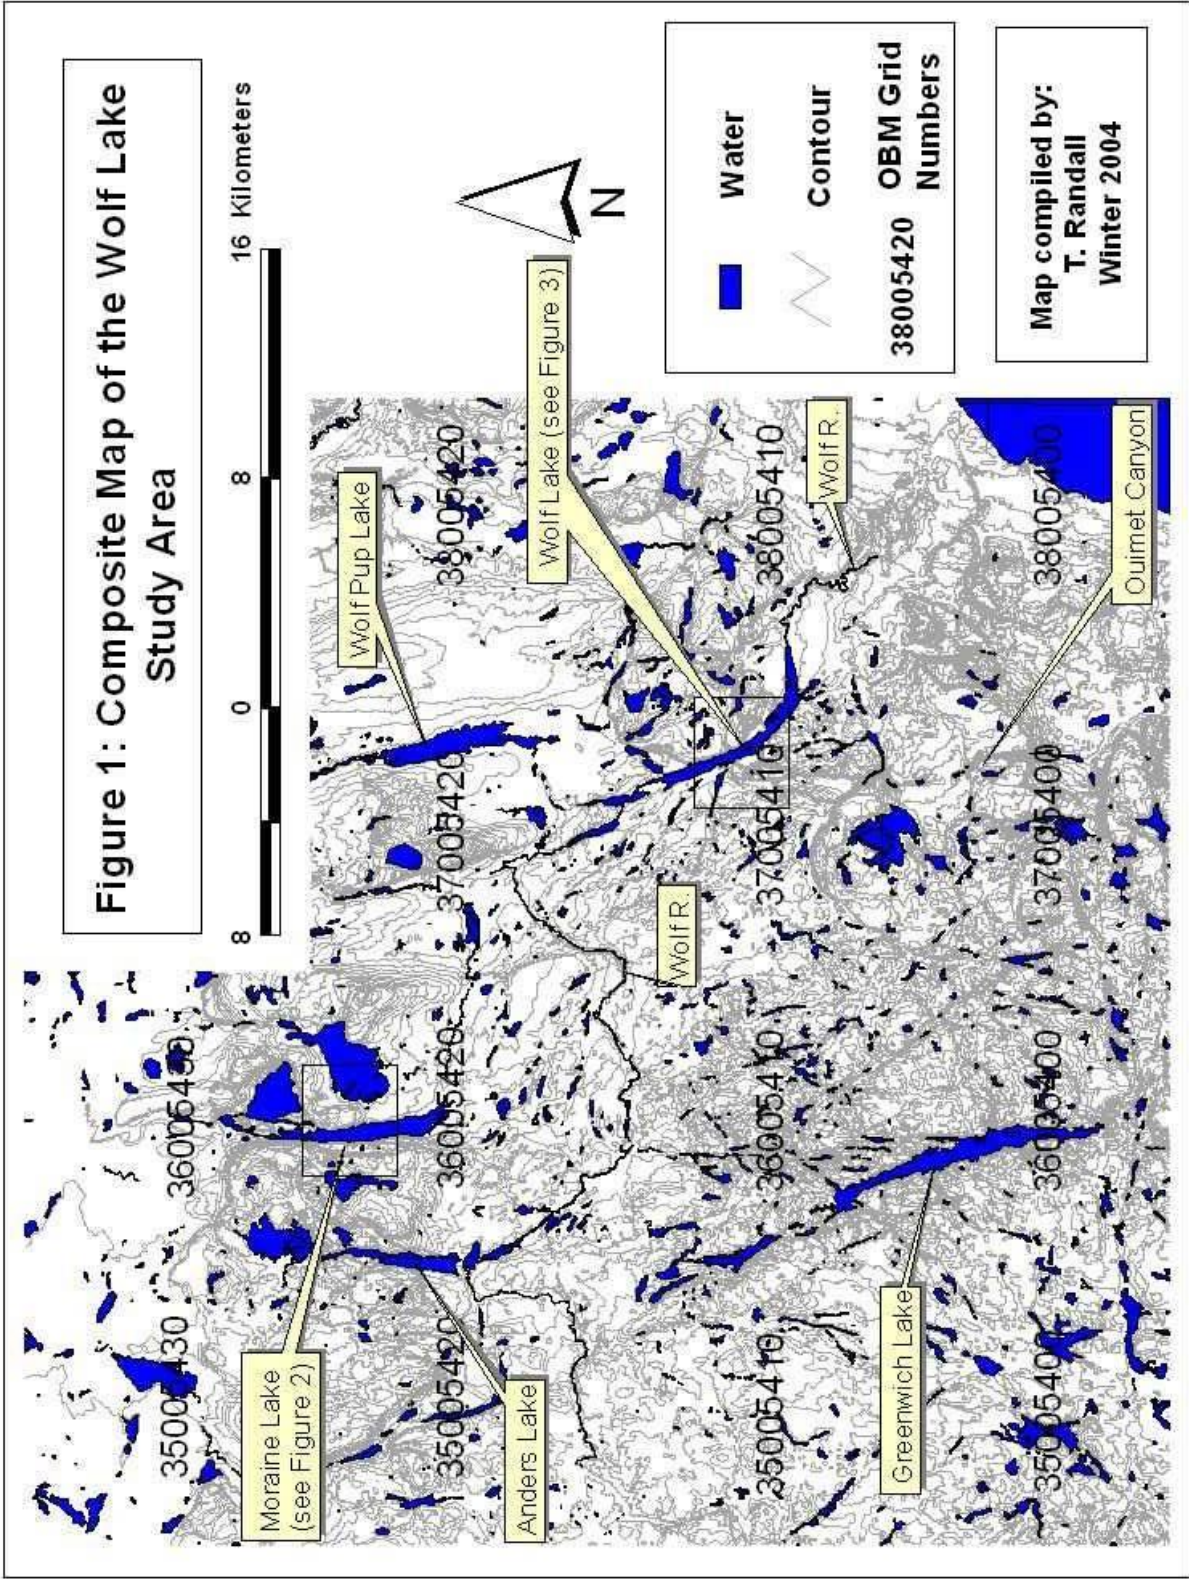 Figure 1: Composite Map of the Wolf Lake
Study Area
8 0 8 16 Kilometers
N
Water
Contour
38005420 OBM Grid
Numbers
Map compiled by:
T. Randall
Winter 2004
Moraine Lake
(see Figure 2)
Anders Lake
Greenwich Lake
Wolf R.
Wolf Pup Lake
Wolf Lake (see Figure 3)
Wolf R.
Ouimet Canyon
35005430
36005430
35005420
36005420
37005420
38005420
35005410
36005410
37005410
38005410
35005400
36005400
37005400
38005400